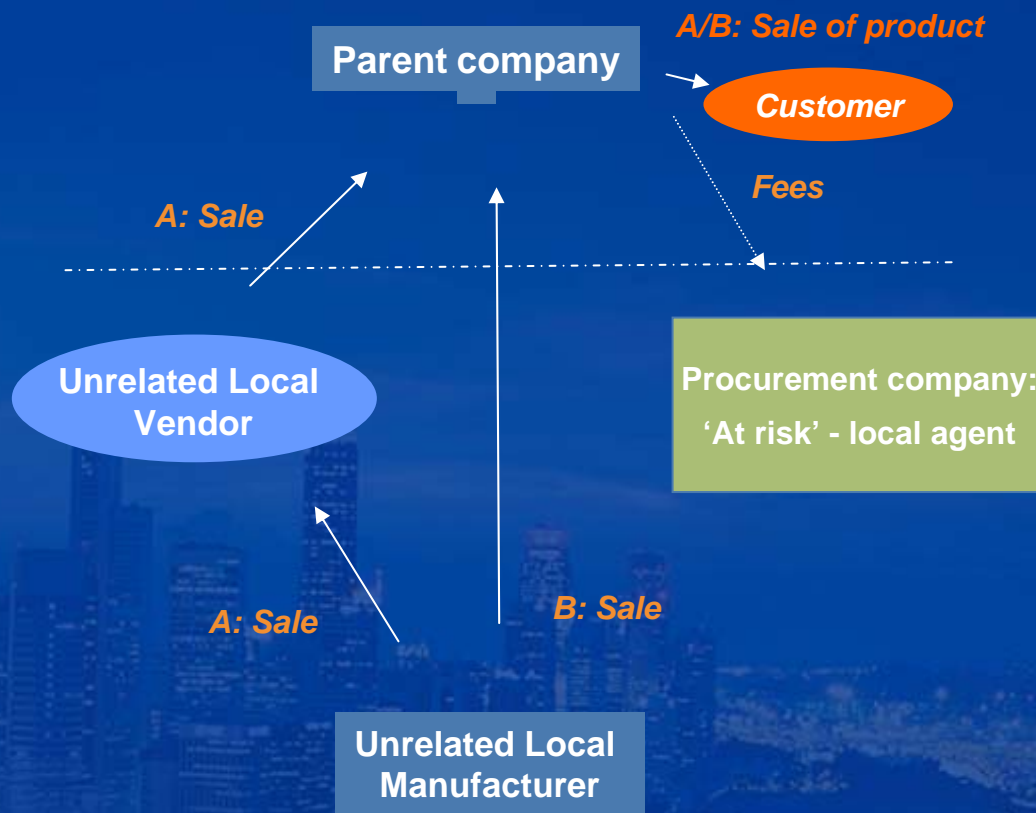 A/B: Sale of product
Parent company
Customer
Fees
A: Sale
Unrelated Local
Vendor
Procurement company:
‘At risk’ - local agent
A: Sale
B: Sale
Unrelated Local
Manufacturer